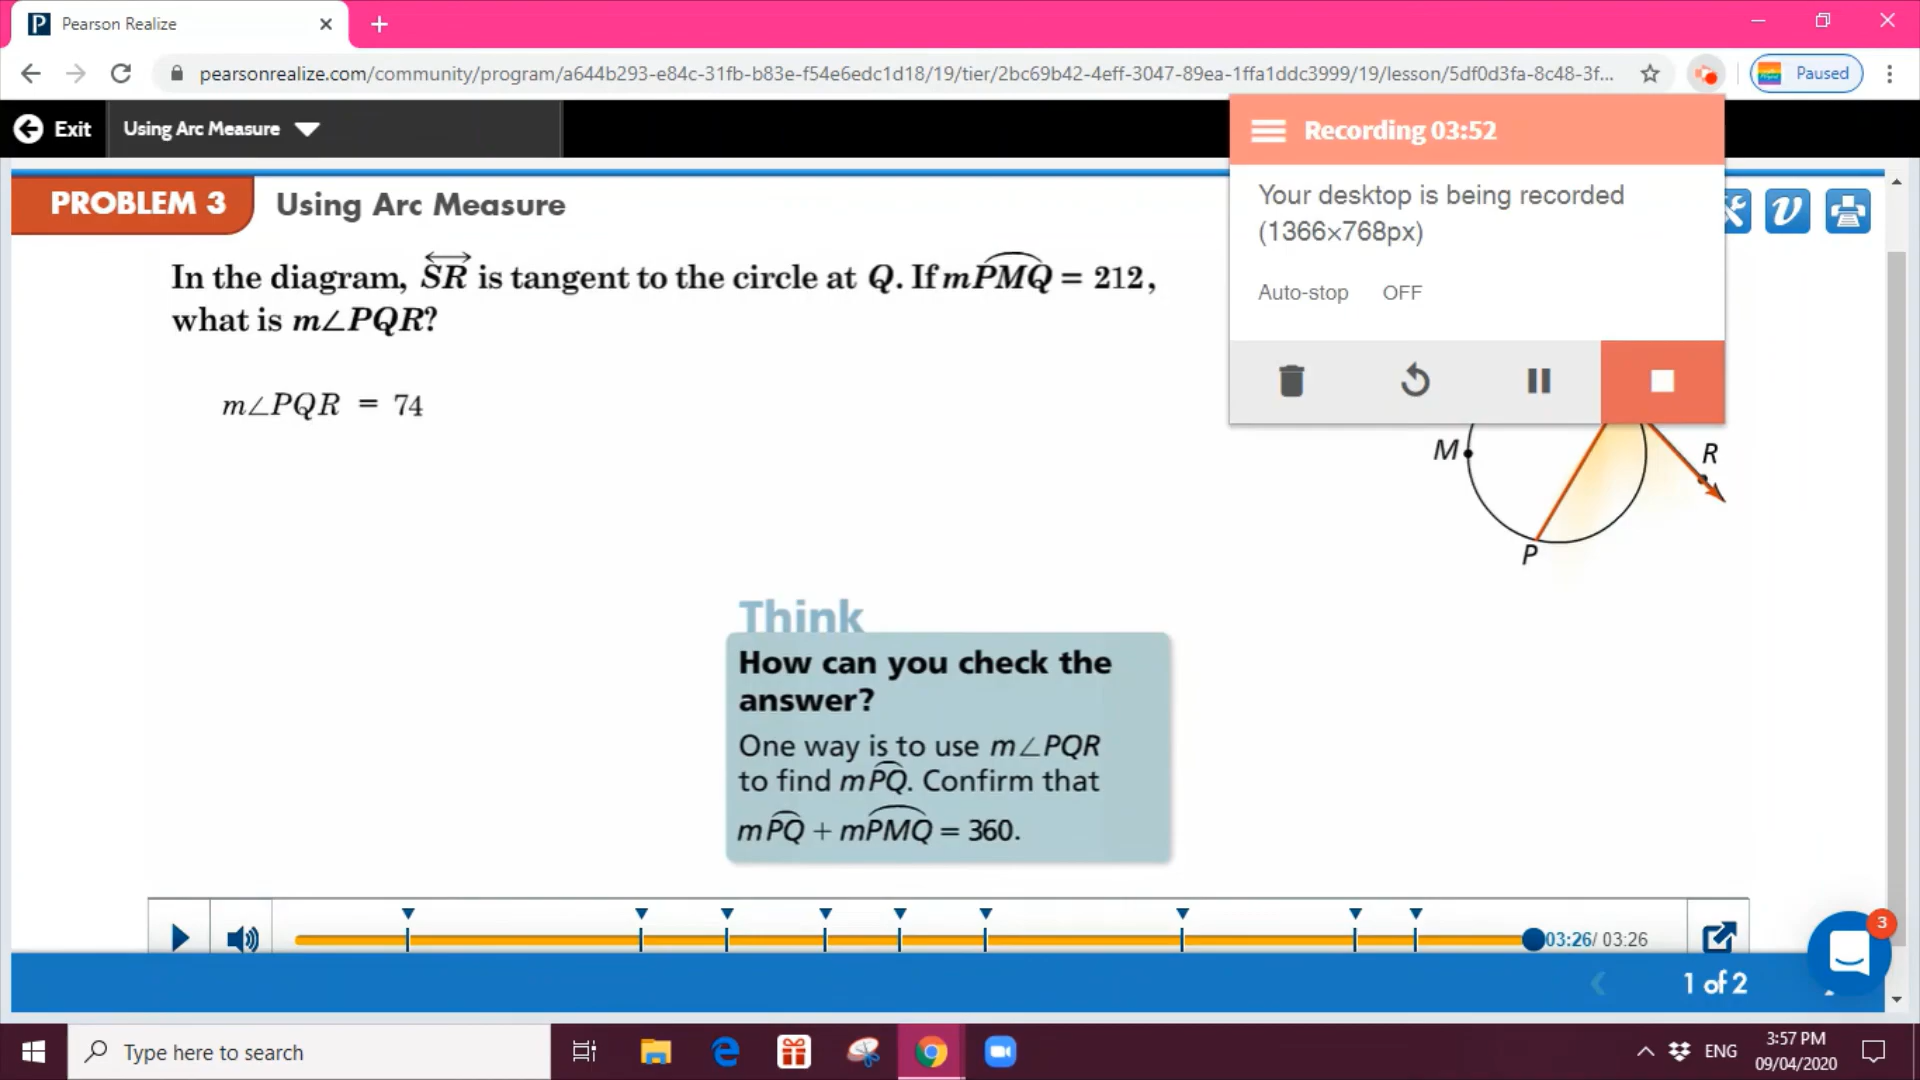 Pearson Realize
pearsonrealize.com/community/program/a644b293-e84c-31fb-b83e-f54e6edc1d18/19/tier/2bc69b42-4eff-3047-89ea-1ffa1ddc3999/19/lesson/5df0d3fa-8c48-3f...
Paused
Exit
Using Arc Measure
Recording 03:52
Your desktop is being recorded
(1366×768px)
Auto-stop OFF
PROBLEM 3
Using Arc Measure
In the diagram, SR is tangent to the circle at Q. If mPMQ = 212,
what is m∠PQR?
m∠PQR = 74
M
R
P
Think
How can you check the
answer?
One way is to use m∠PQR
to find mPQ. Confirm that
mPQ + mPMQ = 360.
03:26/ 03:26
3
1 of 2
Type here to search
ENG
3:57 PM
09/04/2020